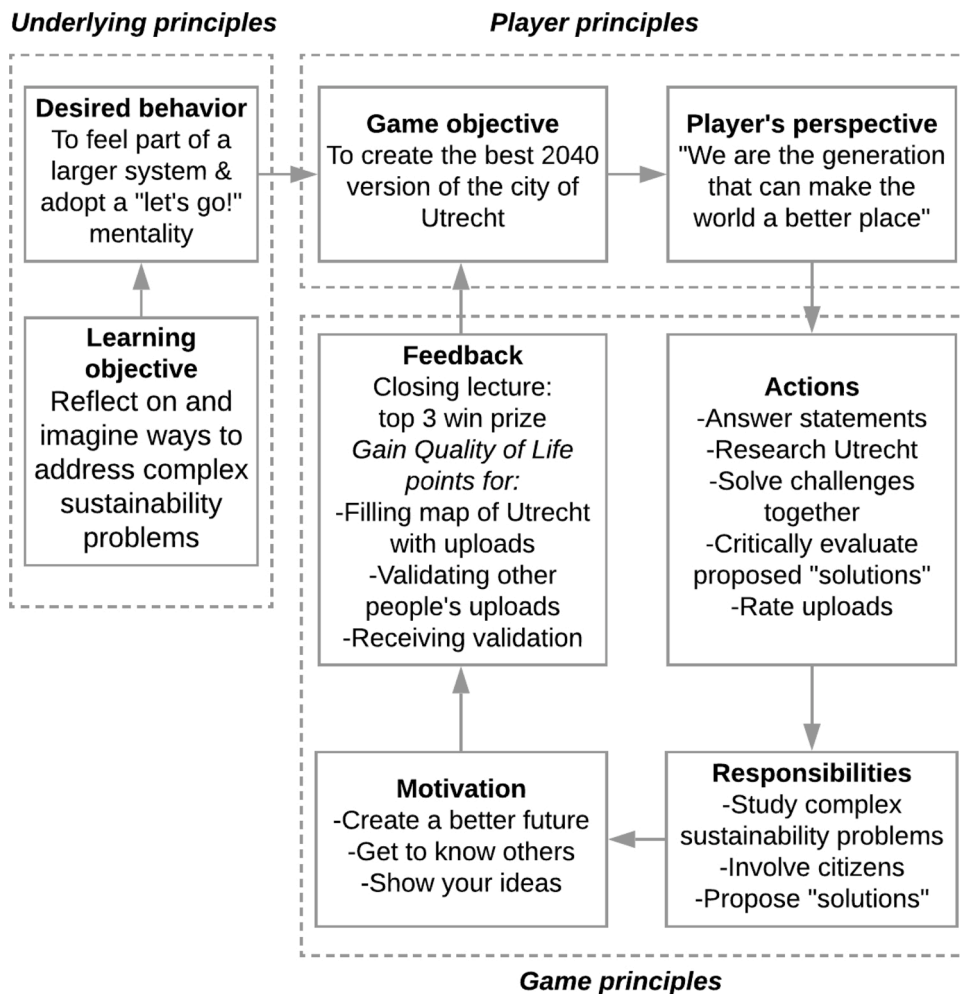 Underlying principles
Player principles
Desired behavior
To feel part of a
larger system &
adopt a "let's go!"
mentality
Game objective
To create the best 2040
version of the city of
Utrecht
Player's perspective
"We are the generation
that can make the
world a better place"
Learning
objective
Reflect on and
imagine ways to
address complex
sustainability
problems
Feedback
Closing lecture:
top 3 win prize
Gain Quality of Life
points for:
-Filling map of Utrecht
with uploads
-Validating other
people's uploads
-Receiving validation
Actions
-Answer statements
-Research Utrecht
-Solve challenges
together
-Critically evaluate
proposed "solutions"
-Rate uploads
Motivation
-Create a better future
-Get to know others
-Show your ideas
Responsibilities
-Study complex
sustainability problems
-Involve citizens
-Propose "solutions"
Game principles